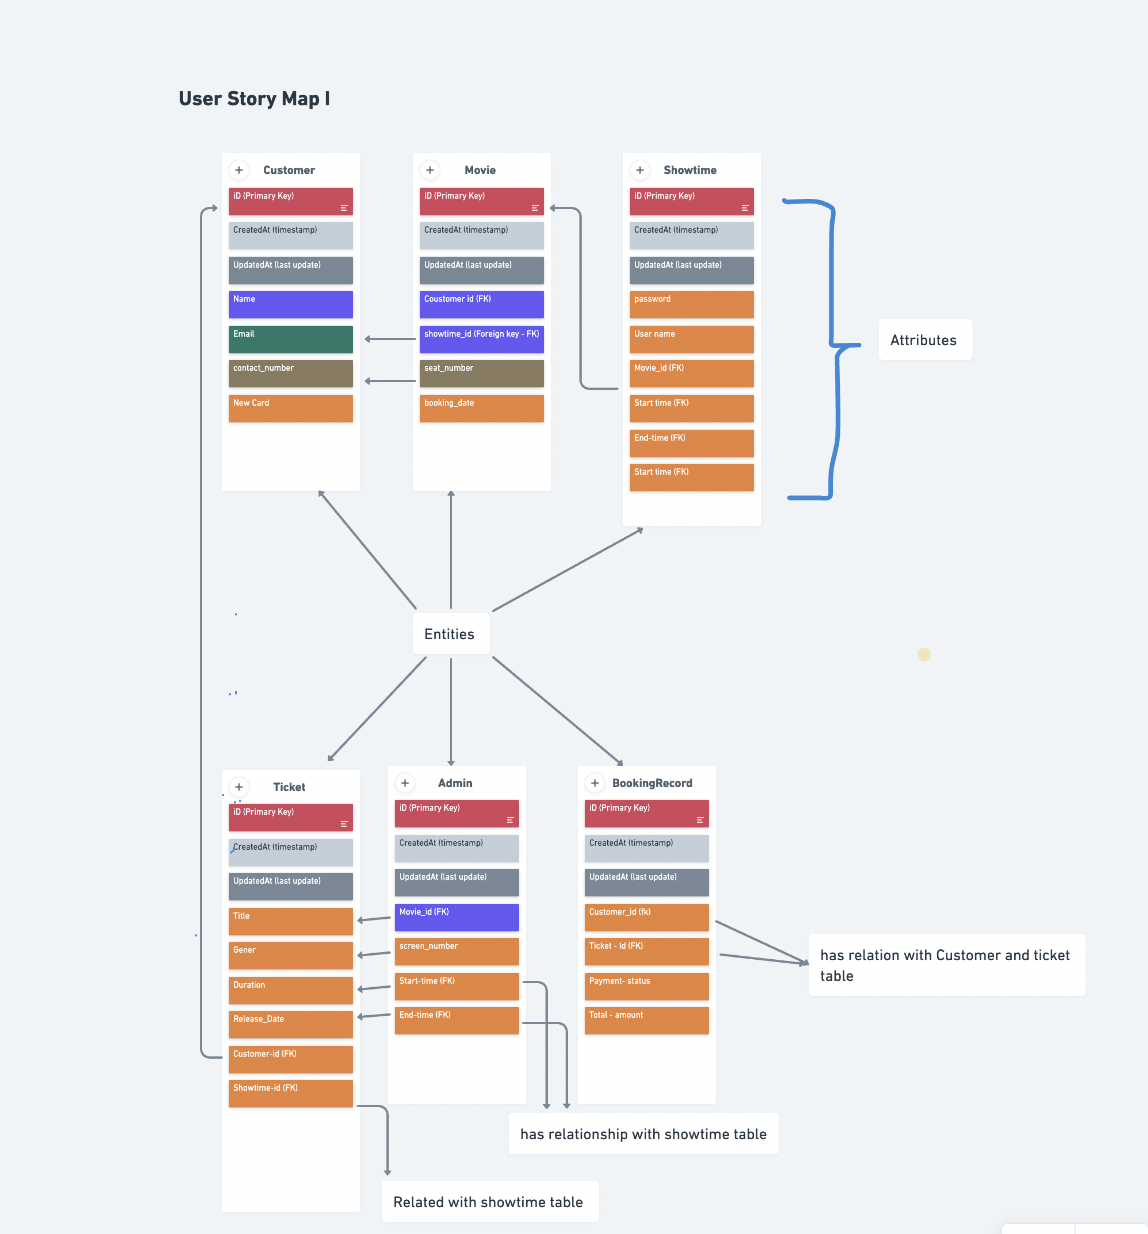 User Story Map I
Customer
iD (Primary Key)
CreatedAt (timestamp)
UpdatedAt (last update)
Name
Email
contact_number
New Card
Movie
iD (Primary Key)
CreatedAt (timestamp)
UpdatedAt (last update)
Coustomer id (FK)
showtime_id (Foreign key - FK)
seat_number
booking_date
Showtime
iD (Primary Key)
CreatedAt (timestamp)
UpdatedAt (last update)
password
User name
Movie_id (FK)
Start time (FK)
End-time (FK)
Start time (FK)
Attributes
Entities
Ticket
iD (Primary Key)
CreatedAt (timestamp)
UpdatedAt (last update)
Title
Gener
Duration
Release_Date
Customer-id (FK)
Showtime-id (FK)
Admin
iD (Primary Key)
CreatedAt (timestamp)
UpdatedAt (last update)
Movie_id (FK)
screen_number
Start-time (FK)
End-time (FK)
BookingRecord
iD (Primary Key)
CreatedAt (timestamp)
UpdatedAt (last update)
Customer_id (fk)
Ticket - Id (FK)
Payment- status
Total - amount
has relation with Customer and ticket
table
has relationship with showtime table
Related with showtime table